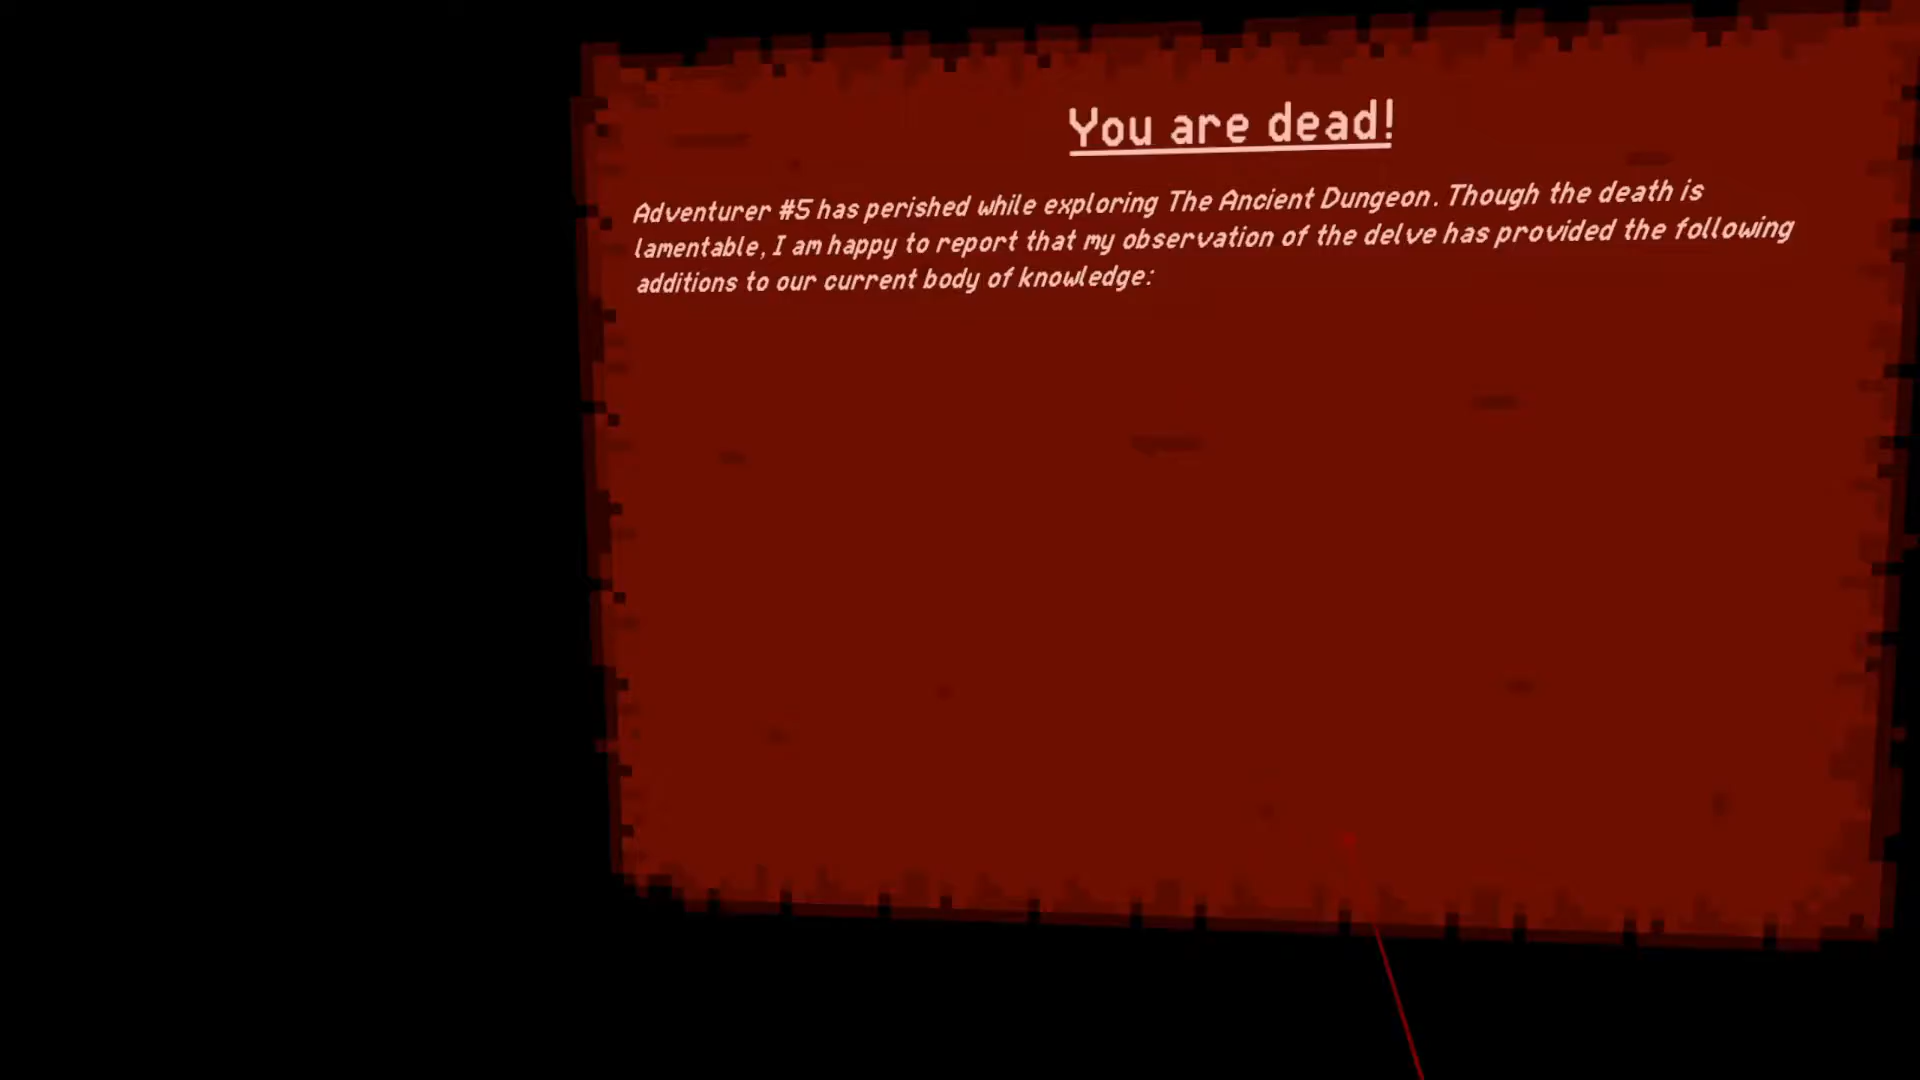 You are dead!
Adventurer #5 has perished while exploring The Ancient Dungeon. Though the death is
lamentable, I am happy to report that my observation of the delve has provided the following
additions to our current body of knowledge: